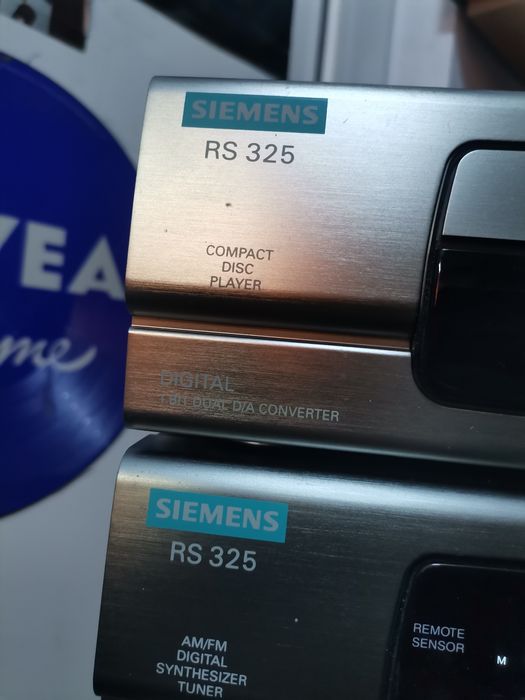 SIEMENS
RS 325
COMPACT
DISC
PLAYER
DIGITAL
1 BIT DUAL D/A CONVERTER
VEA
me
SIEMENS
RS 325
AM/FM
DIGITAL
SYNTHESIZER
TUNER
REMOTE
SENSOR
M